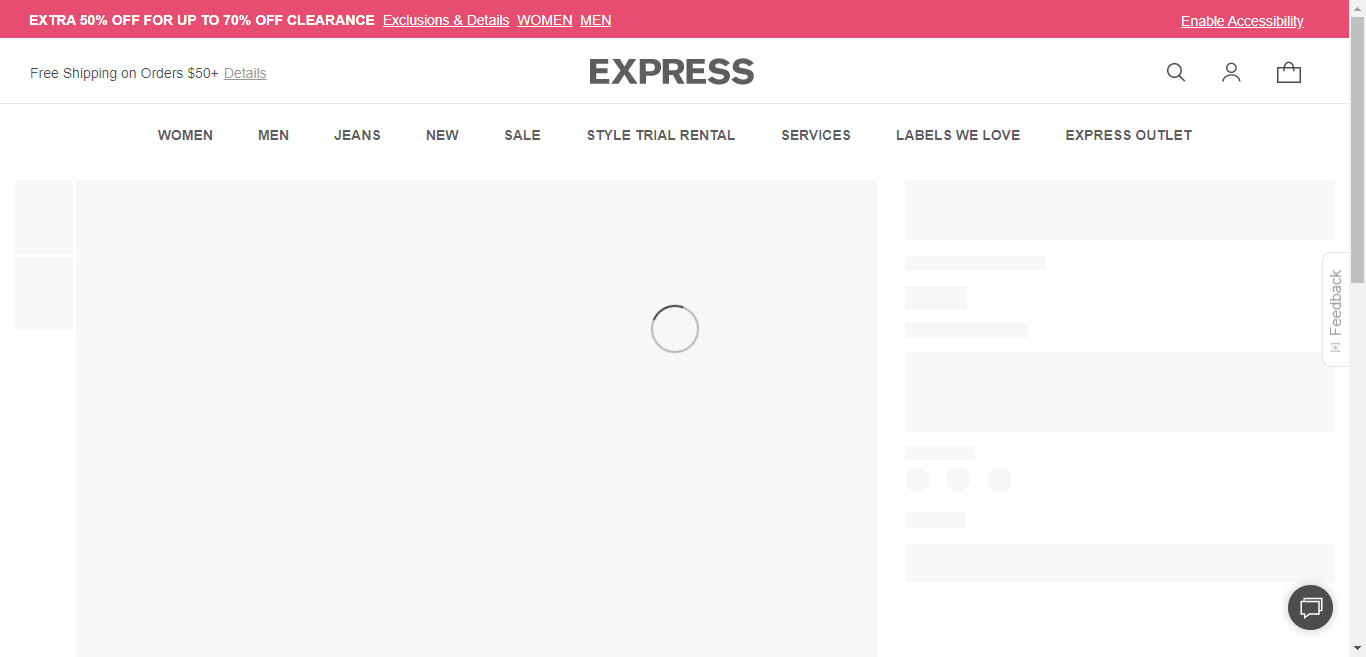 EXTRA 50% OFF FOR UP TO 70% OFF CLEARANCE Exclusions & Details WOMEN MEN Enable Accessibility
Free Shipping on Orders $50+ Details EXPRESS
WOMEN MEN JEANS NEW SALE STYLE TRIAL RENTAL SERVICES LABELS WE LOVE EXPRESS OUTLET
Feedback